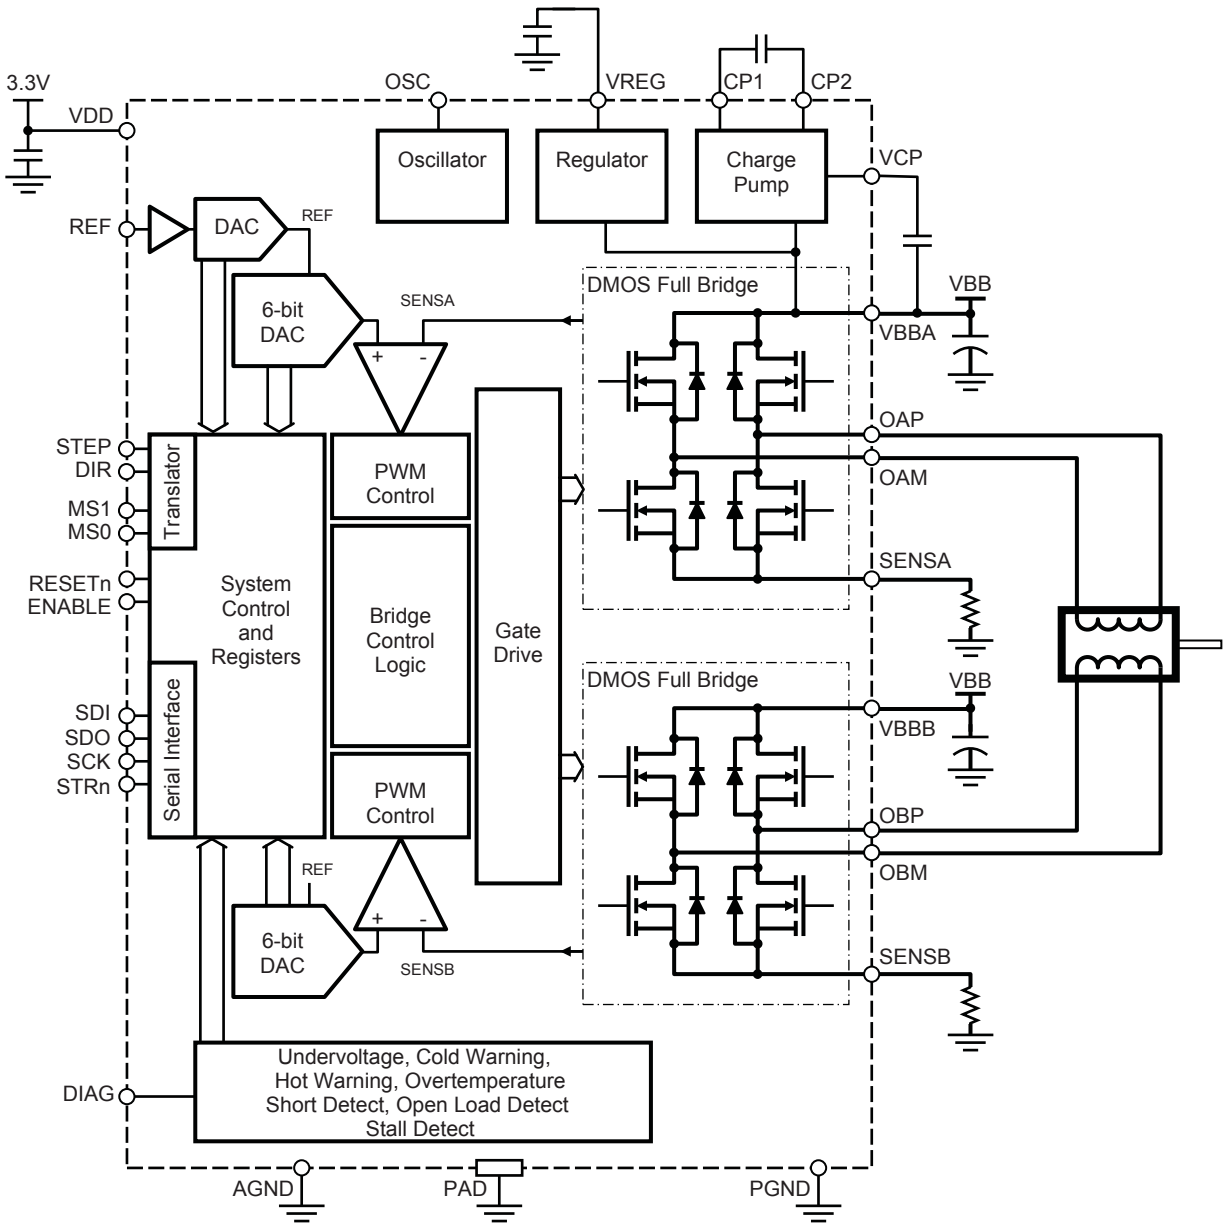 3.3V
VDD
OSC
VREG
CP1
CP2
Oscillator
Regulator
Charge
Pump
VCP
REF
DAC
REF
6-bit
DAC
SENSA
+
-
DMOS Full Bridge
VBB
VBBA
OAP
OAM
SENSA
STEP
DIR
MS1
MS0
Translator
PWM
Control
RESETn
ENABLE
System
Control
and
Registers
Bridge
Control
Logic
Gate
Drive
DMOS Full Bridge
VBB
VBBB
SDI
SDO
SCK
STRn
Serial Interface
PWM
Control
OBP
OBM
REF
6-bit
DAC
+
-
SENSB
SENSB
Undervoltage, Cold Warning,
Hot Warning, Overtemperature
Short Detect, Open Load Detect
Stall Detect
DIAG
AGND
PAD
PGND